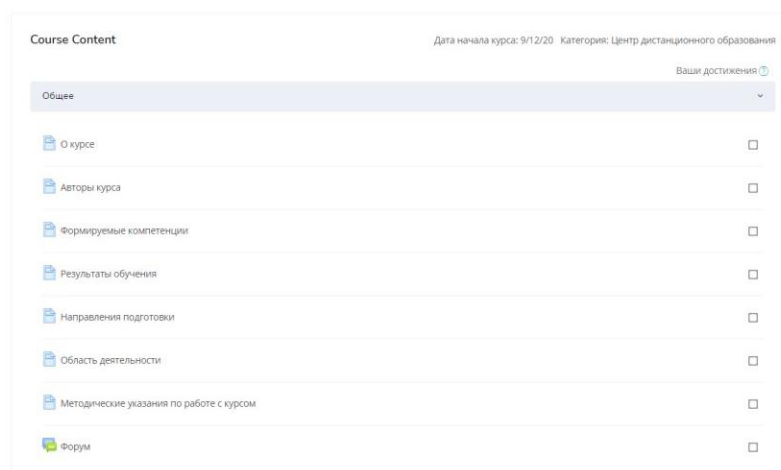 Course Content
Дата начала курса: 9/12/20 Категория: Центр дистанционного образования
Ваши достижения
Общее
О курсе
Авторы курса
Формируемые компетенции
Результаты обучения
Направления подготовки
Область деятельности
Методические указания по работе с курсом
Форум